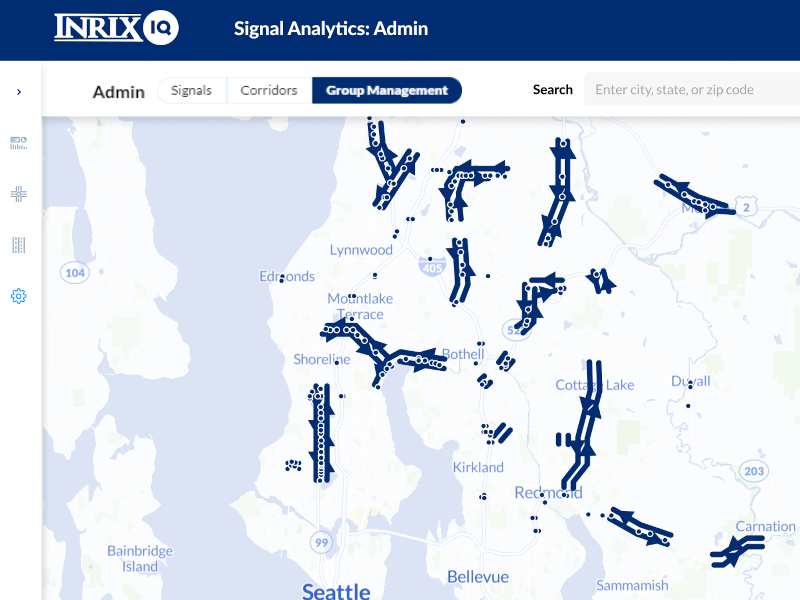 INRIX IQ
Signal Analytics: Admin
Admin
Signals
Corridors
Group Management
Search
Enter city, state, or zip code
2
Lynnwood
405
104
Edmonds
Mountlake
Terrace
Shoreline
Bothell
Cottage Lake
Duvall
Kirkland
203
Redmond
99
Carnation
Bainbridge
Island
Bellevue
Sammamish
Seattle